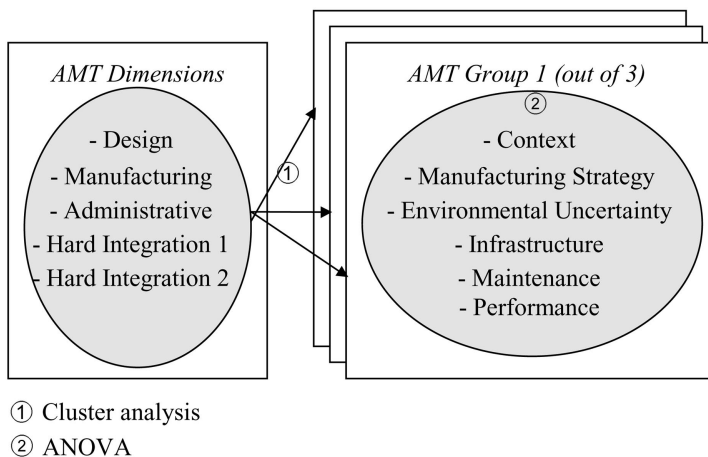 AMT Dimensions
- Design
- Manufacturing
- Administrative
- Hard Integration 1
- Hard Integration 2
①
AMT Group 1 (out of 3)
②
- Context
- Manufacturing Strategy
- Environmental Uncertainty
- Infrastructure
- Maintenance
- Performance
① Cluster analysis
② ANOVA